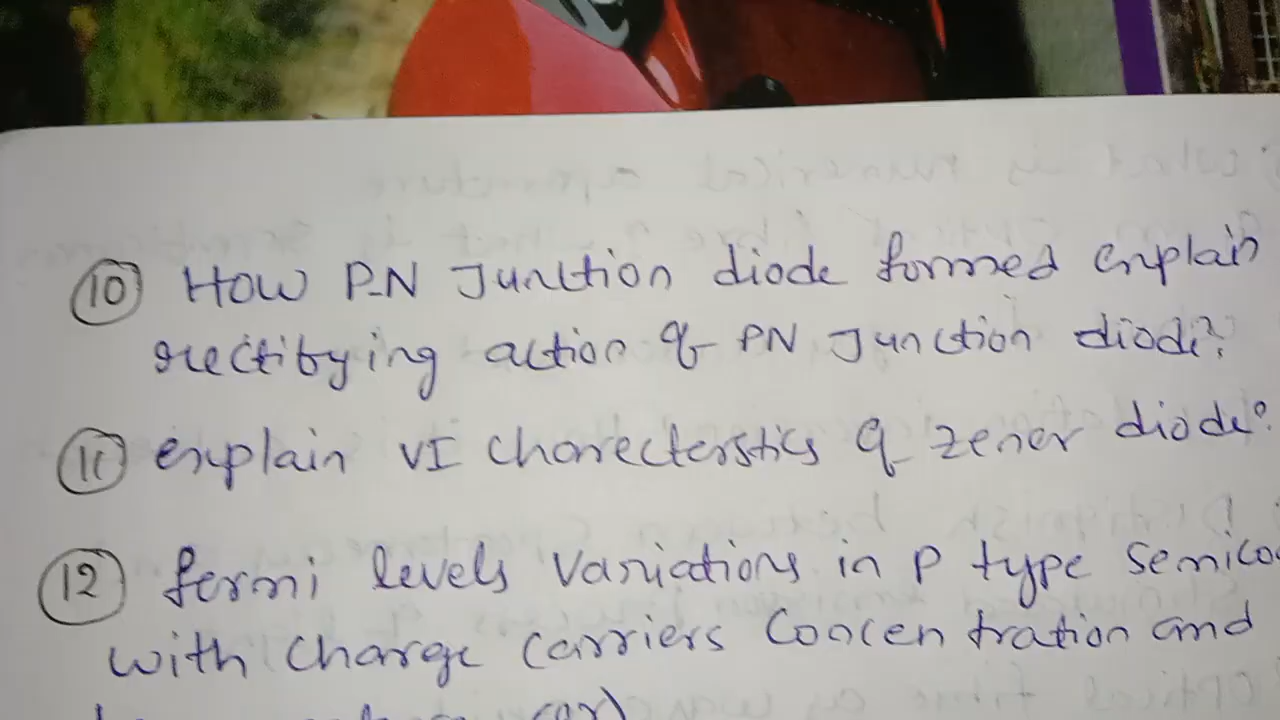 10 How P-N Junction diode formed explain
rectifying action of PN Junction diode?
11 explain VI charecterstics of zener diode?
12 fermi levels variations in p type semico
with charge carriers concentration and
(or)